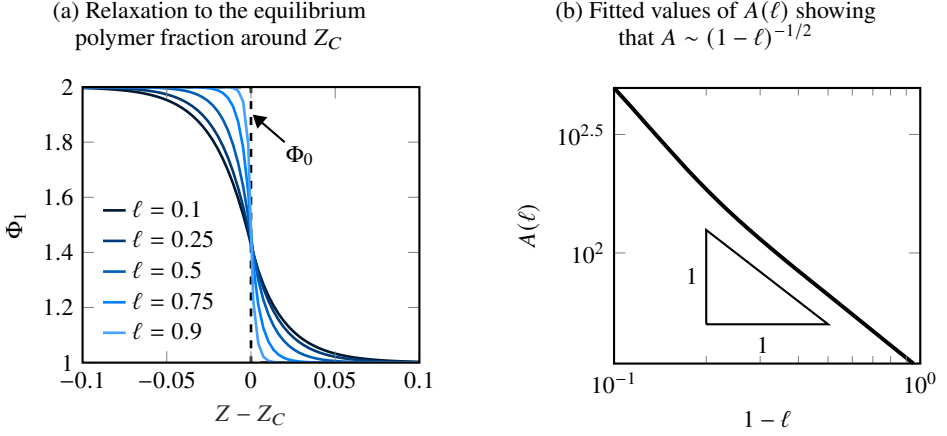 (a) Relaxation to the equilibrium
polymer fraction around Z_C
2
1.8
1.6
1.4
1.2
1
Φ_1
Φ_0
ℓ = 0.1
ℓ = 0.25
ℓ = 0.5
ℓ = 0.75
ℓ = 0.9
−0.1
−0.05
0
0.05
0.1
Z − Z_C
(b) Fitted values of A(ℓ) showing
that A ∼ (1 − ℓ)^{−1/2}
10^{2.5}
10^2
A(ℓ)
1
1
10^{−1}
10^0
1 − ℓ